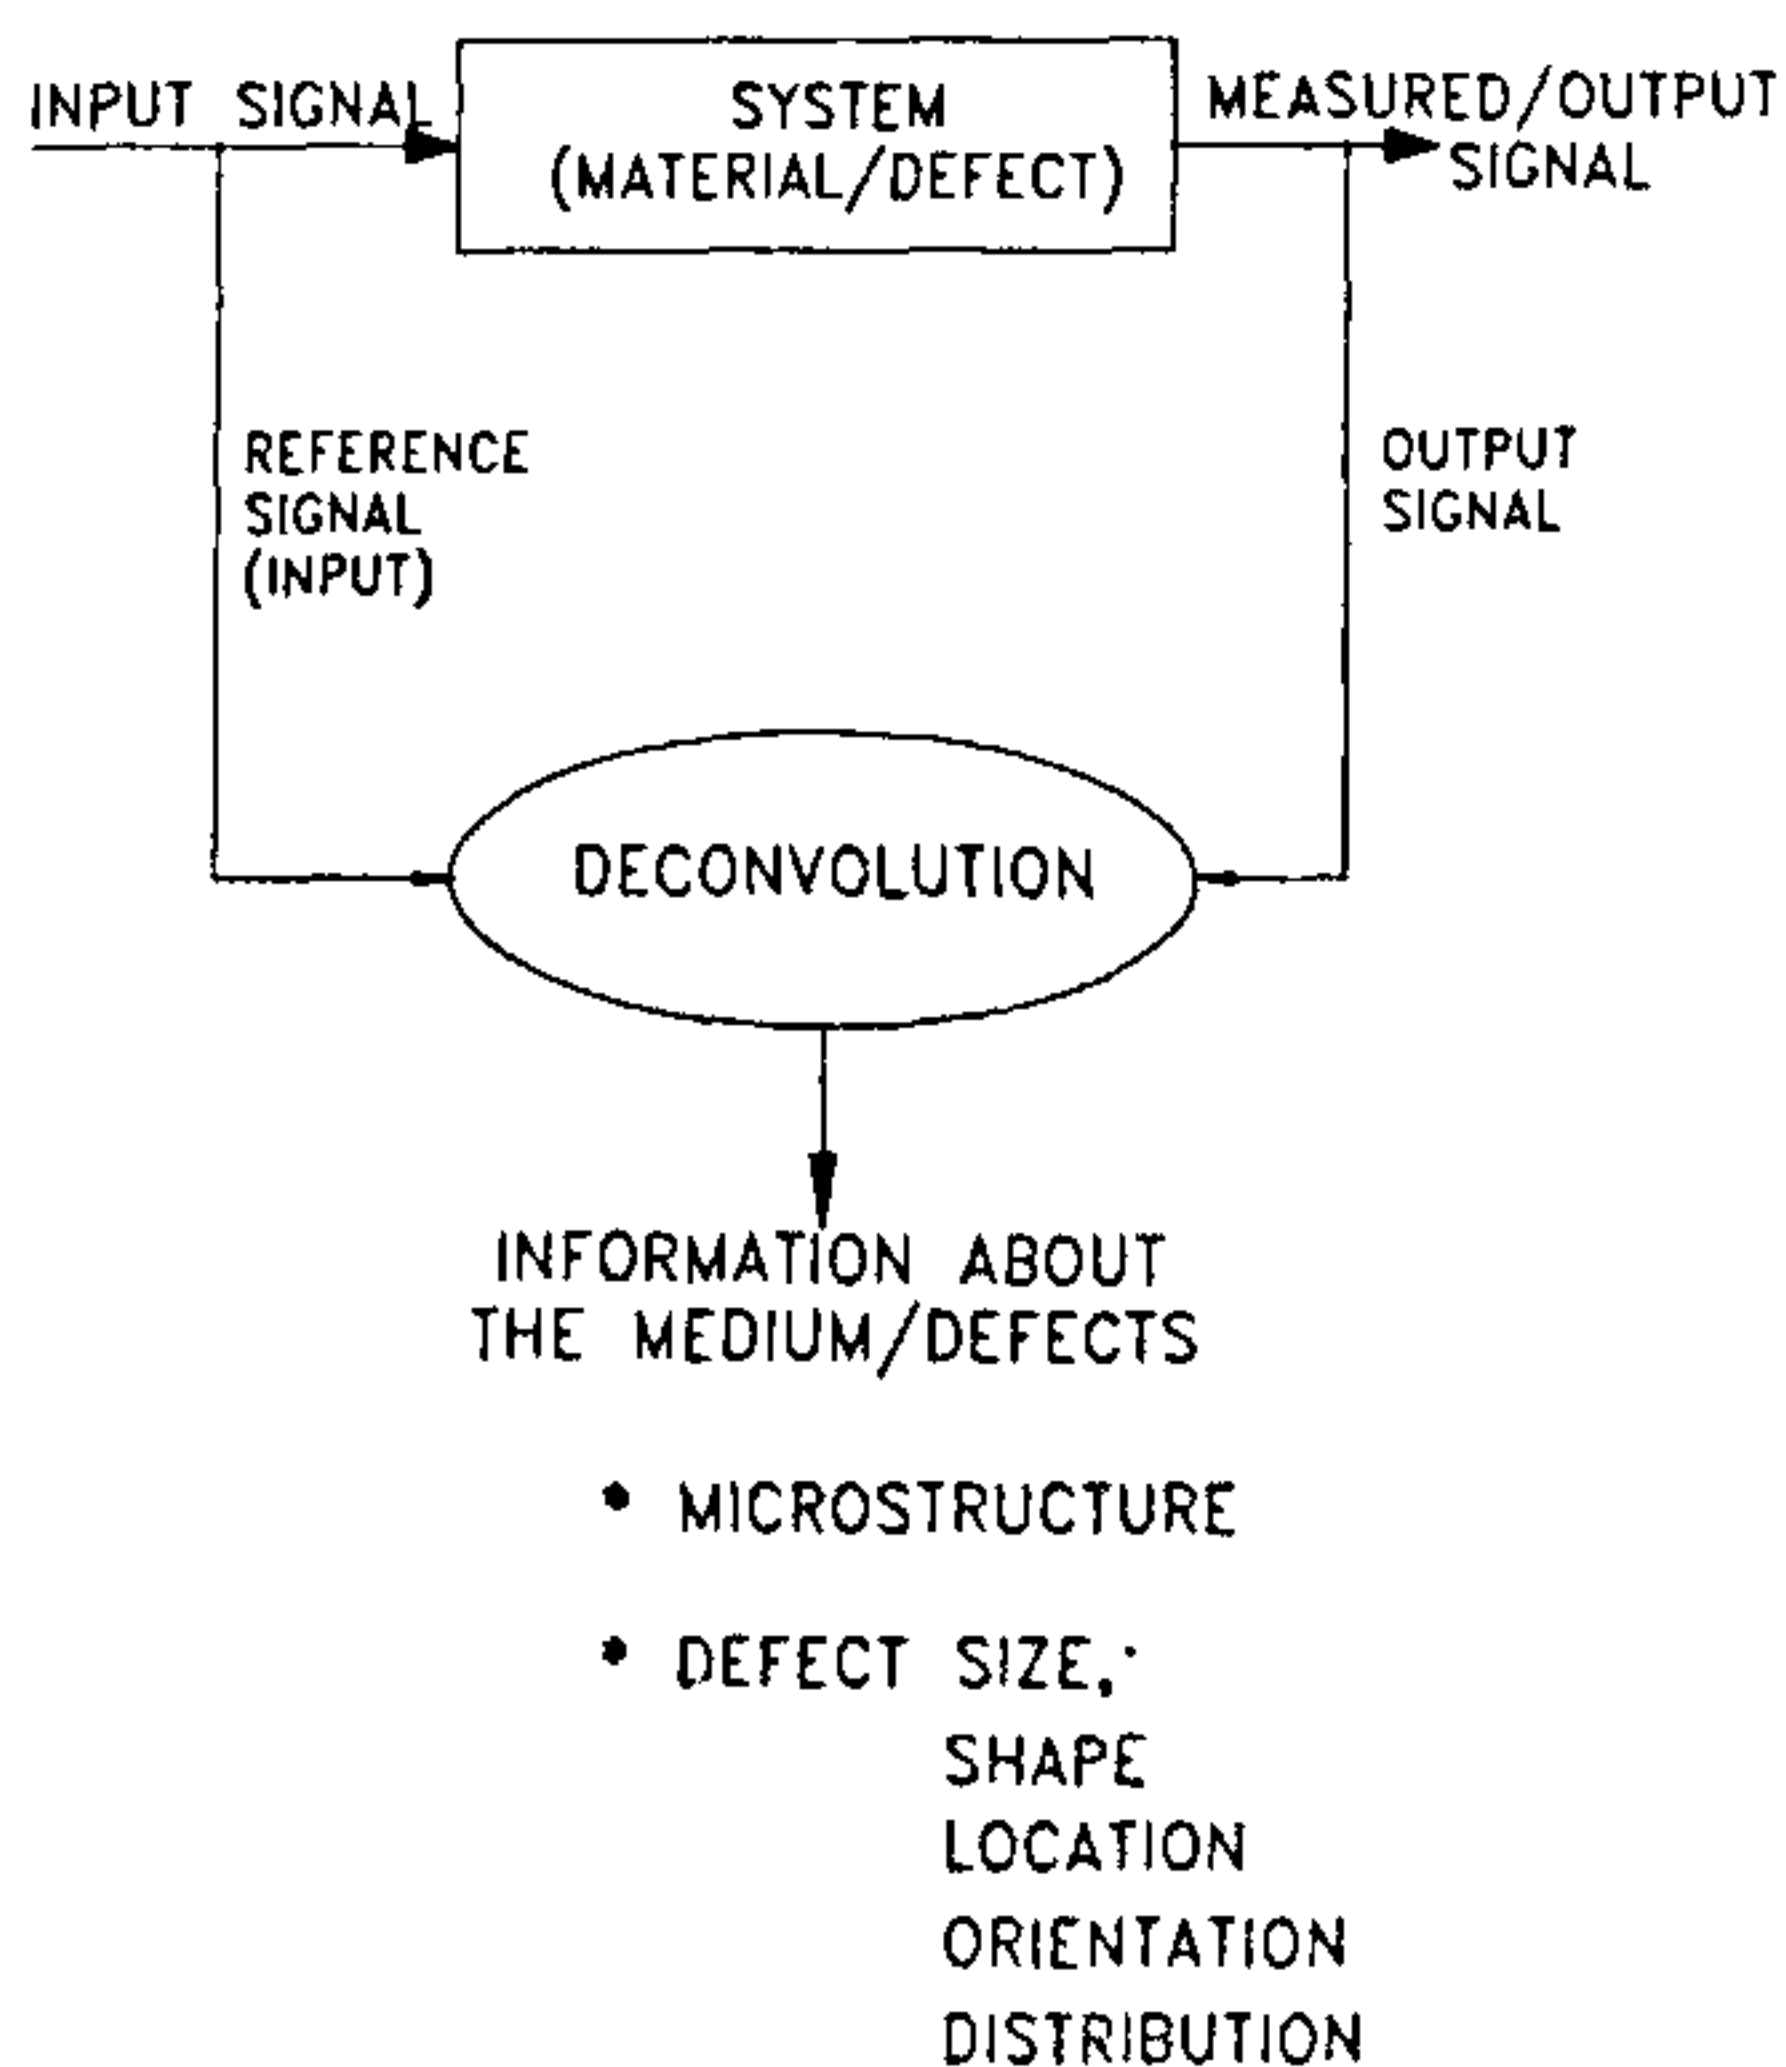 INPUT SIGNAL
SYSTEM
(MATERIAL/DEFECT)
MEASURED/OUTPUT
SIGNAL
REFERENCE
SIGNAL
(INPUT)
OUTPUT
SIGNAL
DECONVOLUTION
INFORMATION ABOUT
THE MEDIUM/DEFECTS
• MICROSTRUCTURE
• DEFECT SIZE,
SHAPE
LOCATION
ORIENTATION
DISTRIBUTION